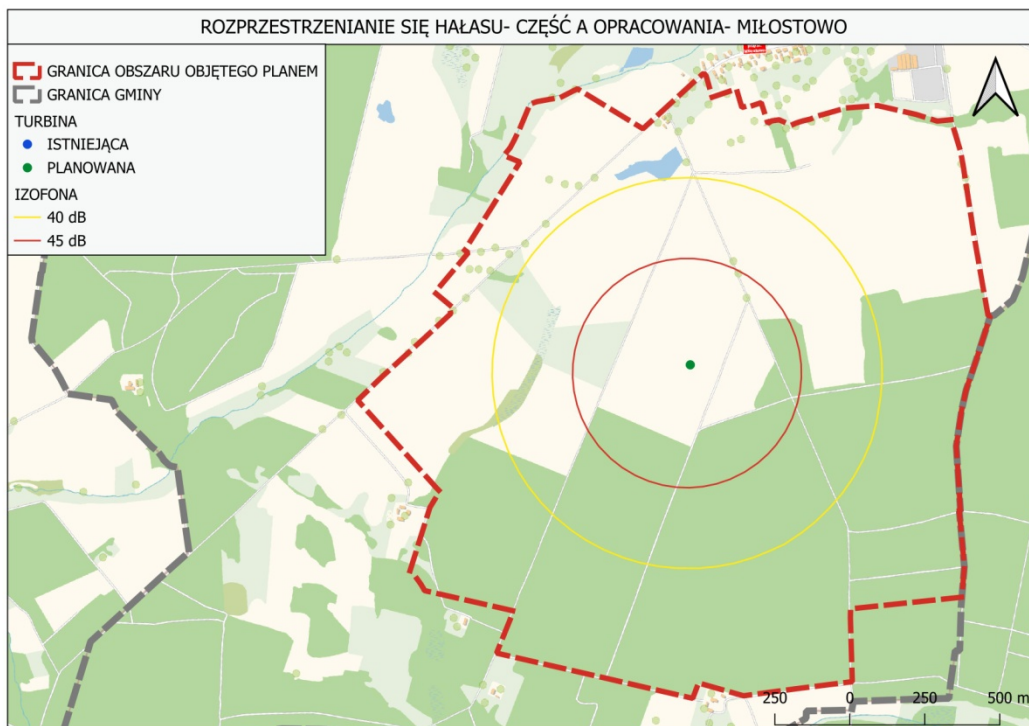 ROZPRZESTRZENIANIE SIĘ HAŁASU- CZĘŚĆ A OPRACOWANIA- MIŁOSTOWO
GRANICA OBSZARU OBJĘTEGO PLANEM
GRANICA GMINY
TURBINA
ISTNIEJĄCA
PLANOWANA
IZOFONA
40 dB
45 dB
250 0 250 500 m